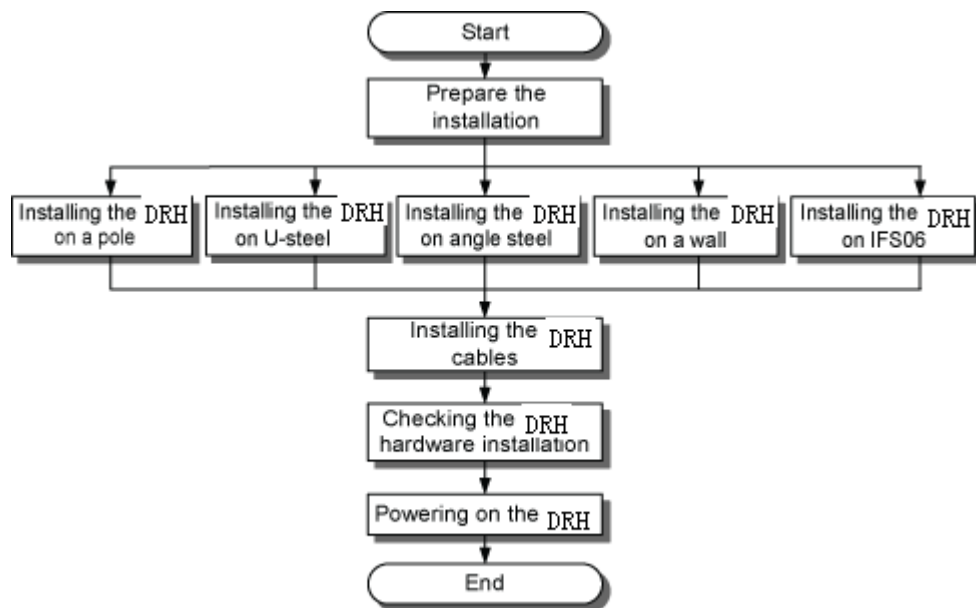 Start
Prepare the
installation
Installing the DRH
on a pole
Installing the DRH
on U-steel
Installing the DRH
on angle steel
Installing the DRH
on a wall
Installing the DRH
on IFS06
Installing the DRH
cables
Checking the DRH
hardware installation
Powering on the DRH
End